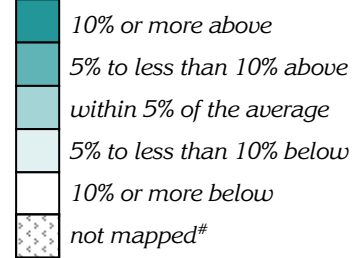 10% or more above
5% to less than 10% above
within 5% of the average
5% to less than 10% below
10% or more below
not mapped#